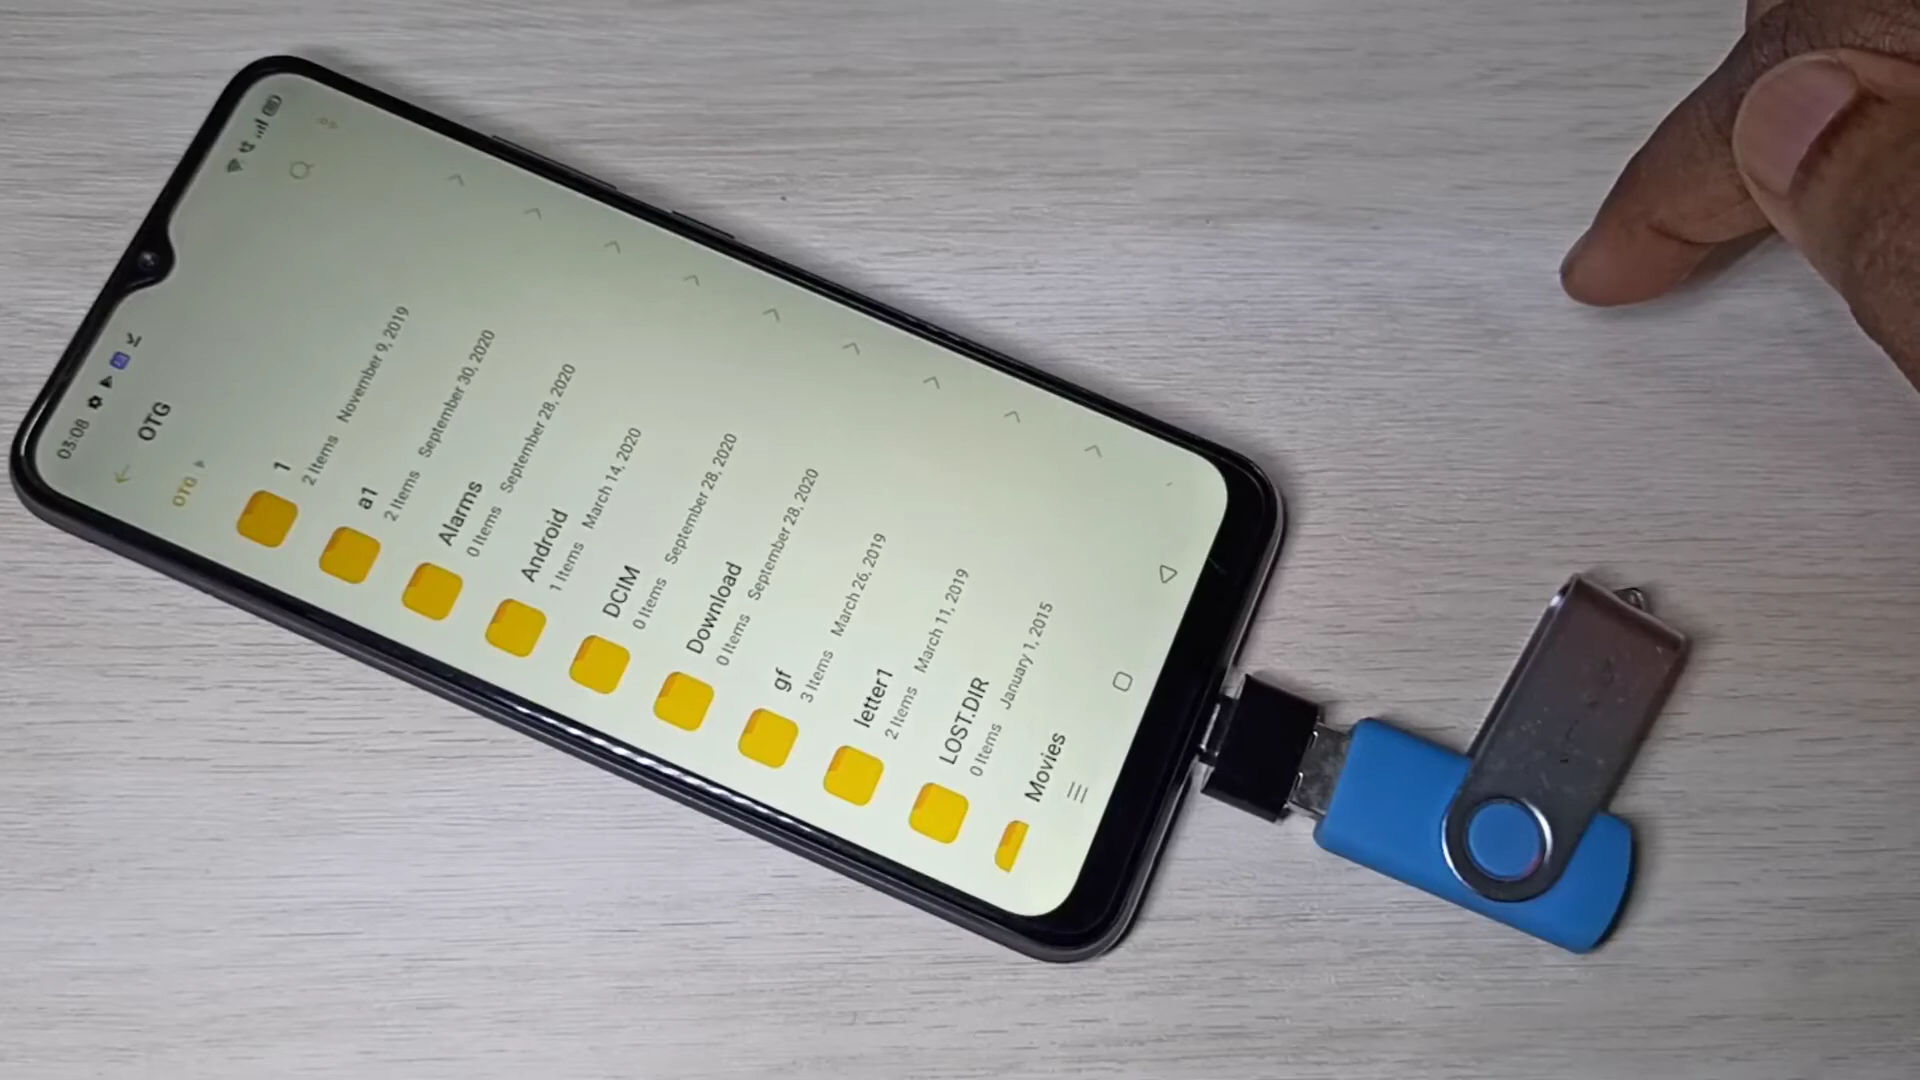 03:08
OTG
OTG
1
2 Items November 9, 2019
a1
2 Items September 30, 2020
Alarms
0 Items September 28, 2020
Android
1 Items March 14, 2020
DCIM
0 Items September 28, 2020
Download
0 Items September 28, 2020
gf
3 Items March 26, 2019
letter1
2 Items March 11, 2019
LOST.DIR
0 Items January 1, 2015
Movies